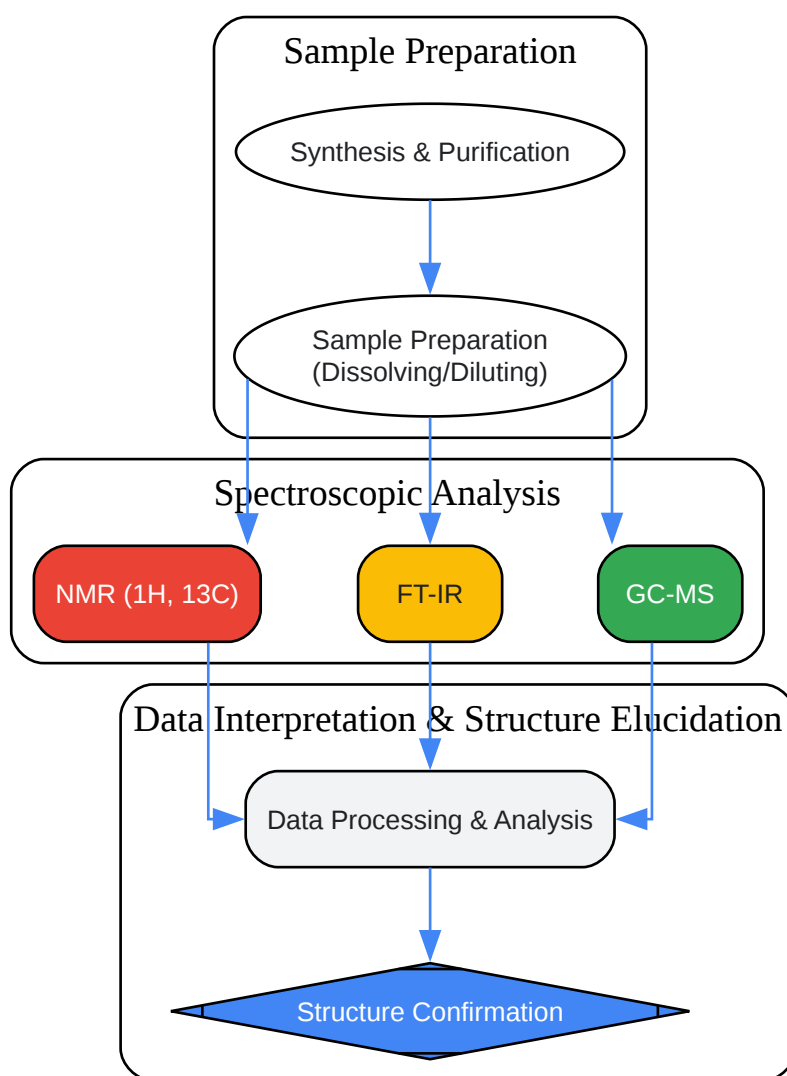 Sample Preparation
Synthesis & Purification
Sample Preparation
(Dissolving/Diluting)
Spectroscopic Analysis
NMR (1H, 13C)
FT-IR
GC-MS
Data Interpretation & Structure Elucidation
Data Processing & Analysis
Structure Confirmation